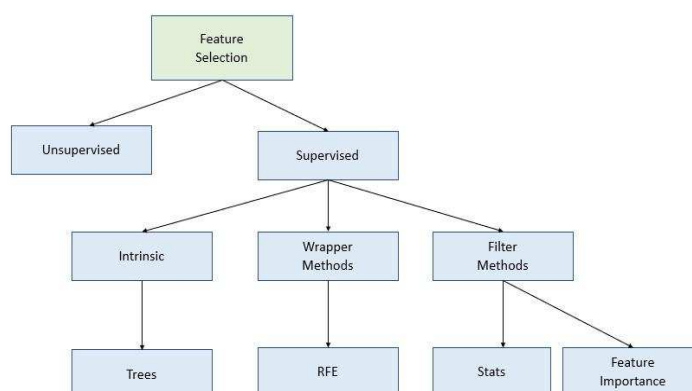 Feature
Selection
Unsupervised
Supervised
Intrinsic
Wrapper
Methods
Filter
Methods
Trees
RFE
Stats
Feature
Importance